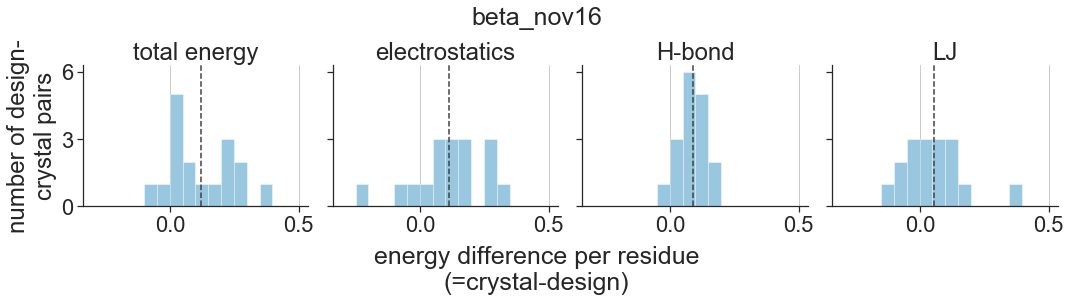 beta_nov16
total energy
electrostatics
H-bond
LJ
number of design-
crystal pairs
6
3
0
0.0 0.5
0.0 0.5
0.0 0.5
0.0 0.5
energy difference per residue
(=crystal-design)